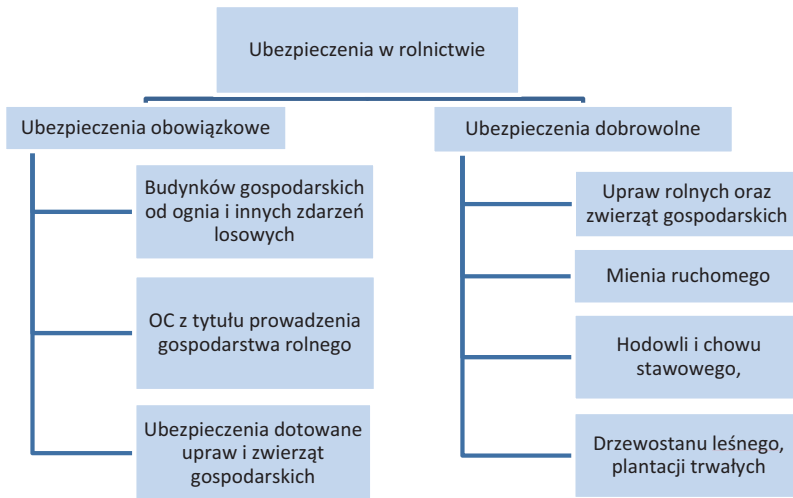 Ubezpieczenia w rolnictwie
Ubezpieczenia obowiązkowe
Budynków gospodarskich
od ognia i innych zdarzeń
losowych
OC z tytułu prowadzenia
gospodarstwa rolnego
Ubezpieczenia dotowane
upraw i zwierząt
gospodarskich
Ubezpieczenia dobrowolne
Upraw rolnych oraz
zwierząt gospodarskich
Mienia ruchomego
Hodowli i chowu
stawowego,
Drzewostanu leśnego,
plantacji trwałych